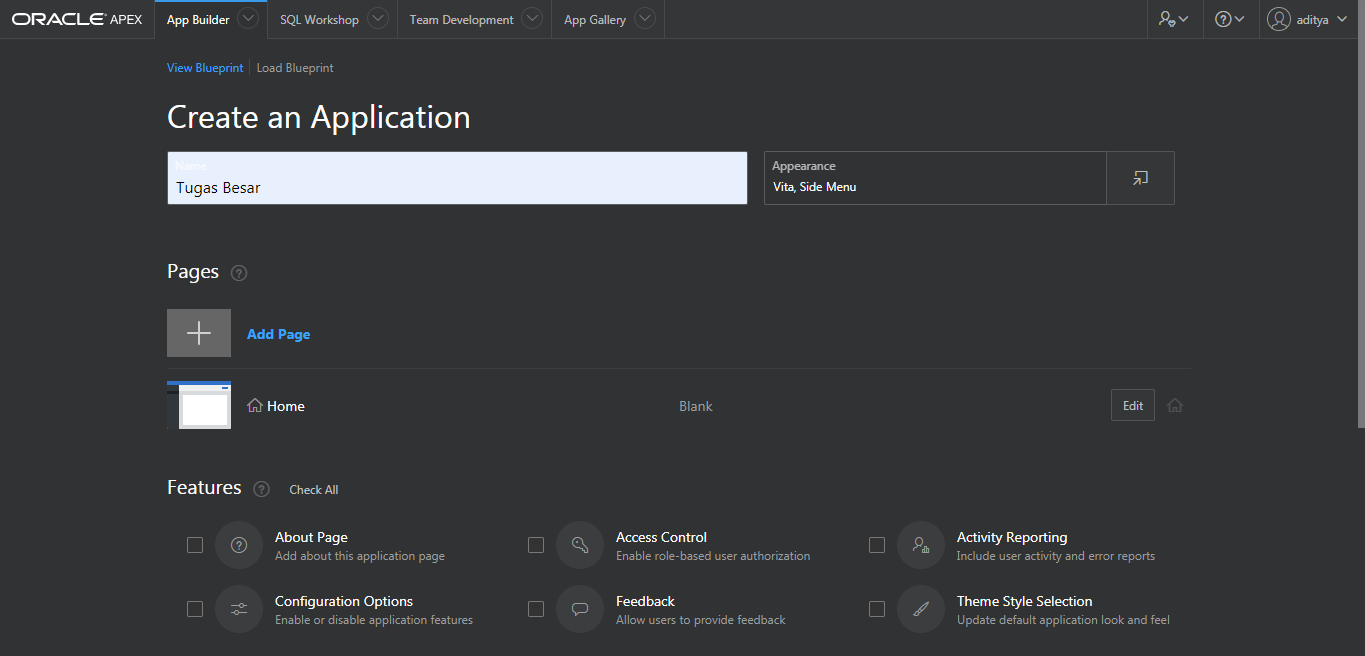 ORACLE APEX App Builder SQL Workshop Team Development App Gallery aditya
View Blueprint Load Blueprint
Create an Application
Name
Tugas Besar
Appearance
Vita, Side Menu
Pages ?
Add Page
Home Blank Edit
Features ? Check All
About Page
Add about this application page
Access Control
Enable role-based user authorization
Activity Reporting
Include user activity and error reports
Configuration Options
Enable or disable application features
Feedback
Allow users to provide feedback
Theme Style Selection
Update default application look and feel